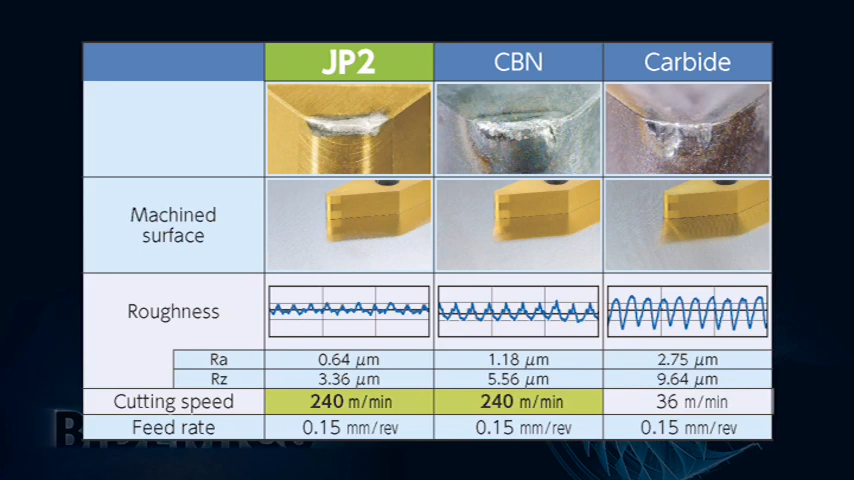 JP2 CBN Carbide
Machined
surface
Roughness
Ra 0.64 μm 1.18 μm 2.75 μm
Rz 3.36 μm 5.56 μm 9.64 μm
Cutting speed 240 m/min 240 m/min 36 m/min
Feed rate 0.15 mm/rev 0.15 mm/rev 0.15 mm/rev